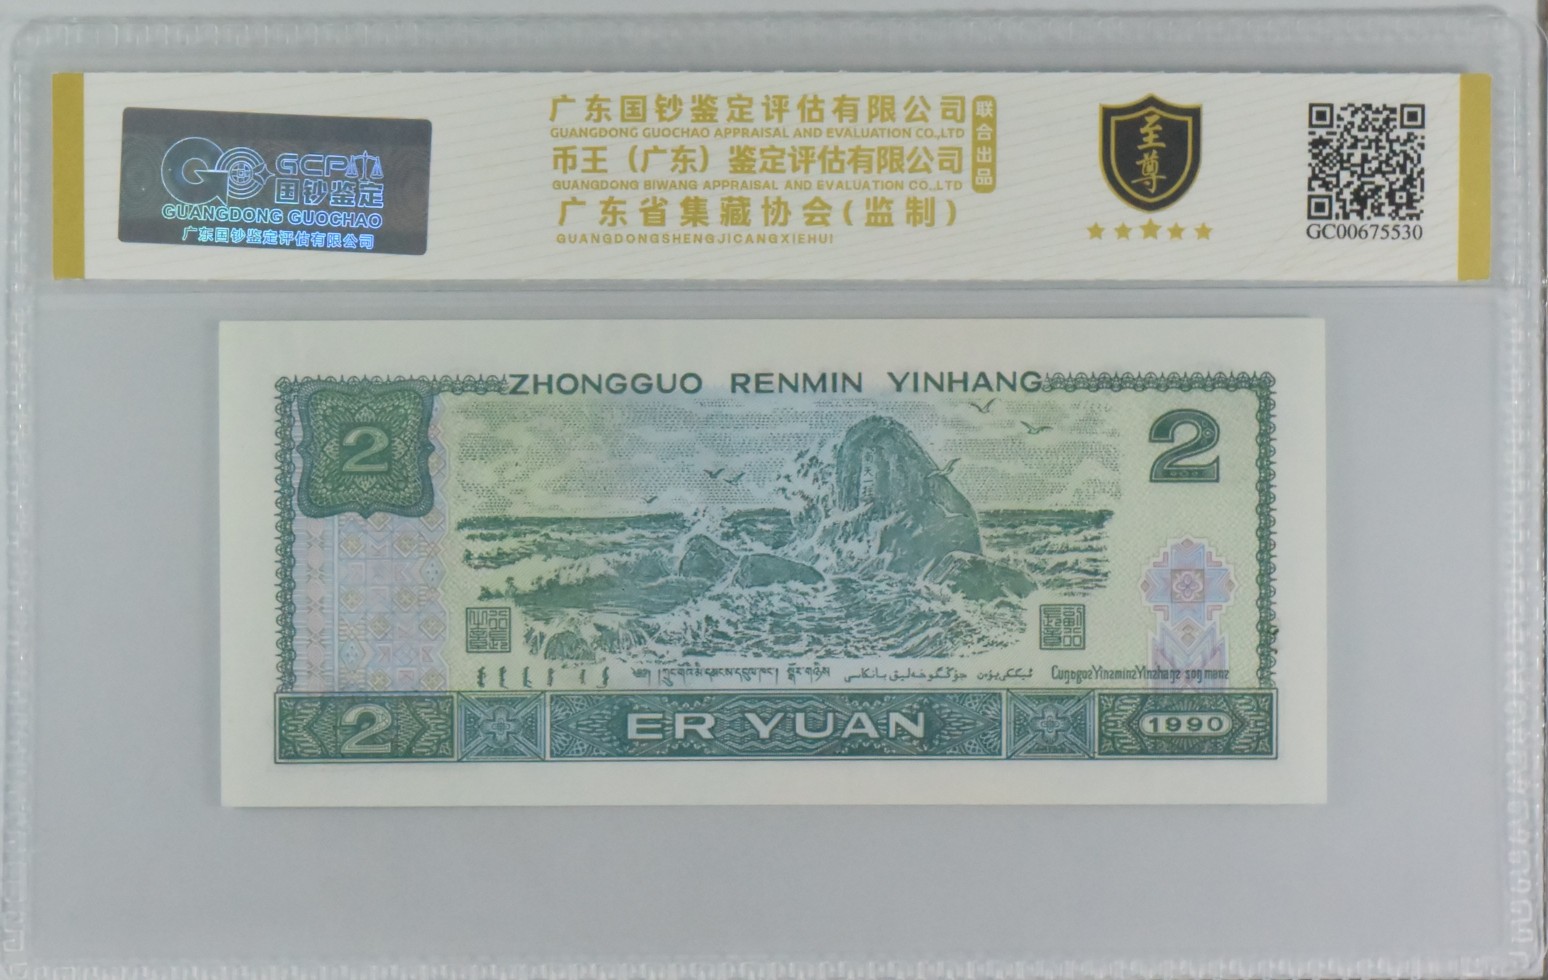 GCP
国钞鉴定
GUANGDONG GUOCHAO
广东国钞鉴定评估有限公司
广东国钞鉴定评估有限公司
GUANGDONG GUOCHAO APPRAISAL AND EVALUATION CO.,LTD
币王（广东）鉴定评估有限公司
GUANGDONG BIWANG APPRAISAL AND EVALUATION CO.,LTD
广东省集藏协会(监制)
GUANGDONGSHENGJICANGXIEHUI
联合出品
至尊
GC00675530
ZHONGGUO RENMIN YINHANG
2
2
2
ER YUAN
1990